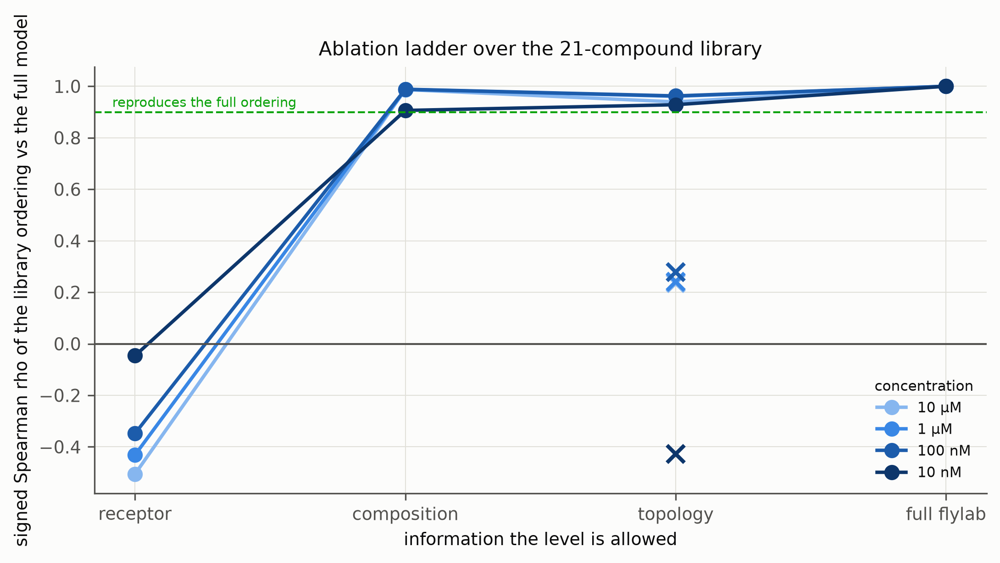 Ablation ladder over the 21-compound library
signed Spearman rho of the library ordering vs the full model
1.0
0.8
0.6
0.4
0.2
0.0
−0.2
−0.4
reproduces the full ordering
concentration
10 µM
1 µM
100 nM
10 nM
receptor
composition
topology
full flylab
information the level is allowed